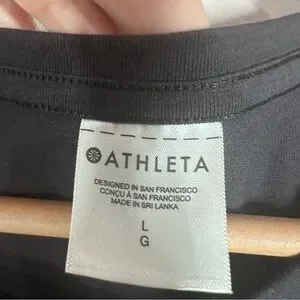 ATHLETA
DESIGNED IN SAN FRANCISCO
CONÇU À SAN FRANCISCO
MADE IN SRI LANKA
L
G